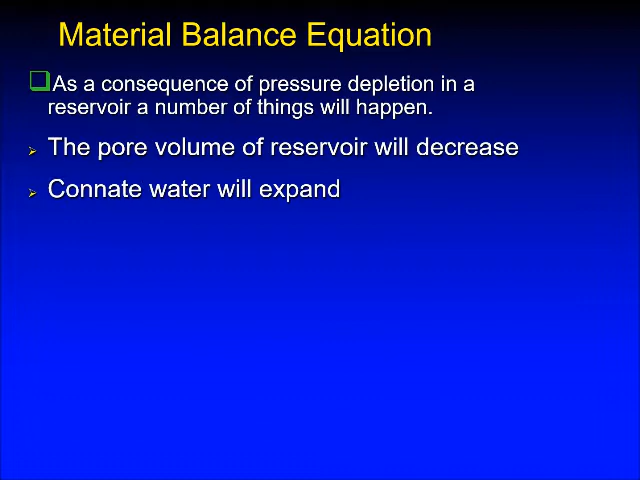 Material Balance Equation
As a consequence of pressure depletion in a
reservoir a number of things will happen.
The pore volume of reservoir will decrease
Connate water will expand